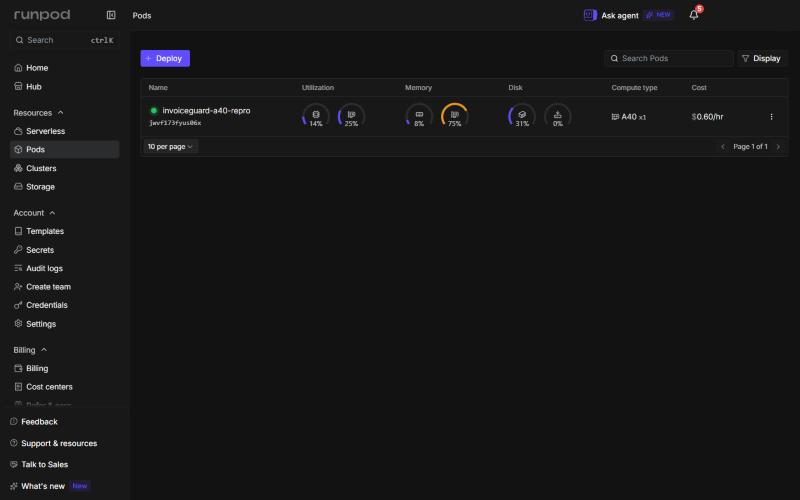 runpod
Pods
Ask agent
NEW
5
Search
ctrl K
Home
Hub
Resources
Serverless
Pods
Clusters
Storage
Account
Templates
Secrets
Audit logs
Create team
Credentials
Settings
Billing
Billing
Cost centers
Refer & earn
Feedback
Support & resources
Talk to Sales
What's new
New
+ Deploy
Search Pods
Display
Name Utilization Memory Disk Compute type Cost
invoiceguard-a40-repro
jwvf173fyus06x
14% 25% 8% 75% 31% 0%
A40 x1
$0.60/hr
10 per page
Page 1 of 1